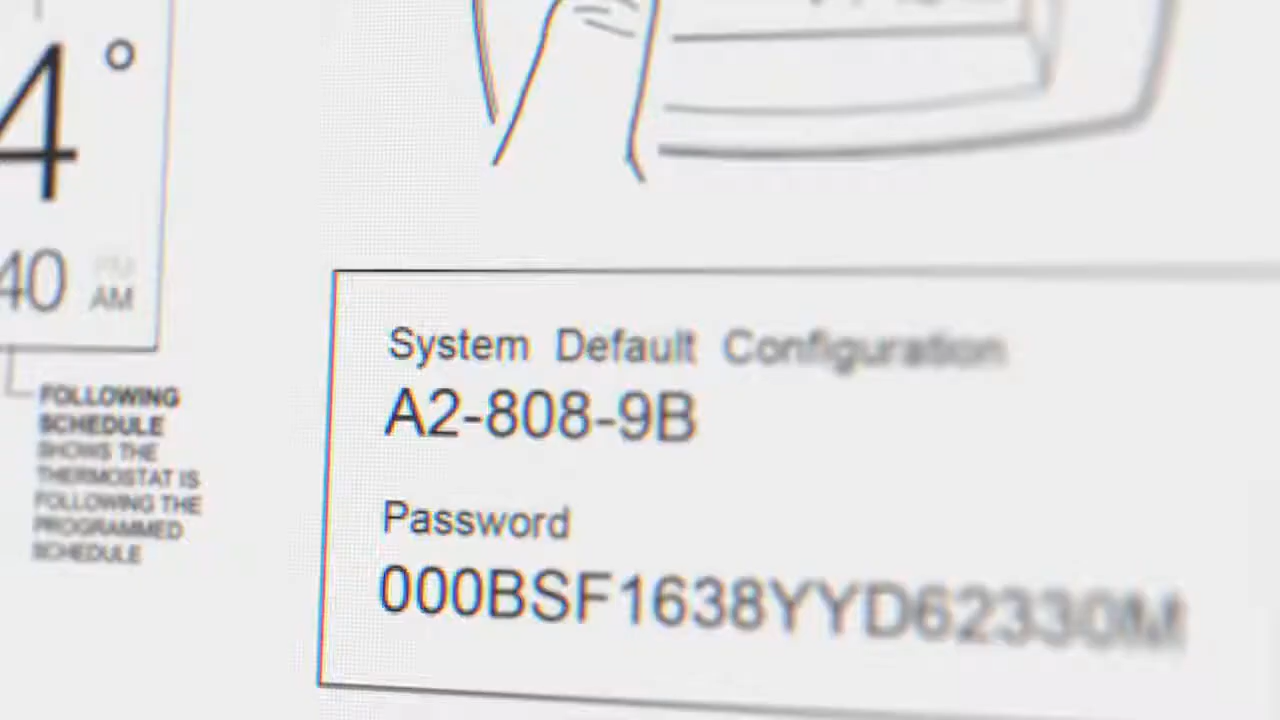 4°
40 PM
AM
FOLLOWING
SCHEDULE
SHOWS THE
THERMOSTAT IS
FOLLOWING THE
PROGRAMMED
SCHEDULE
System Default Configuration
A2-808-9B
Password
000BSF1638YYD62330M